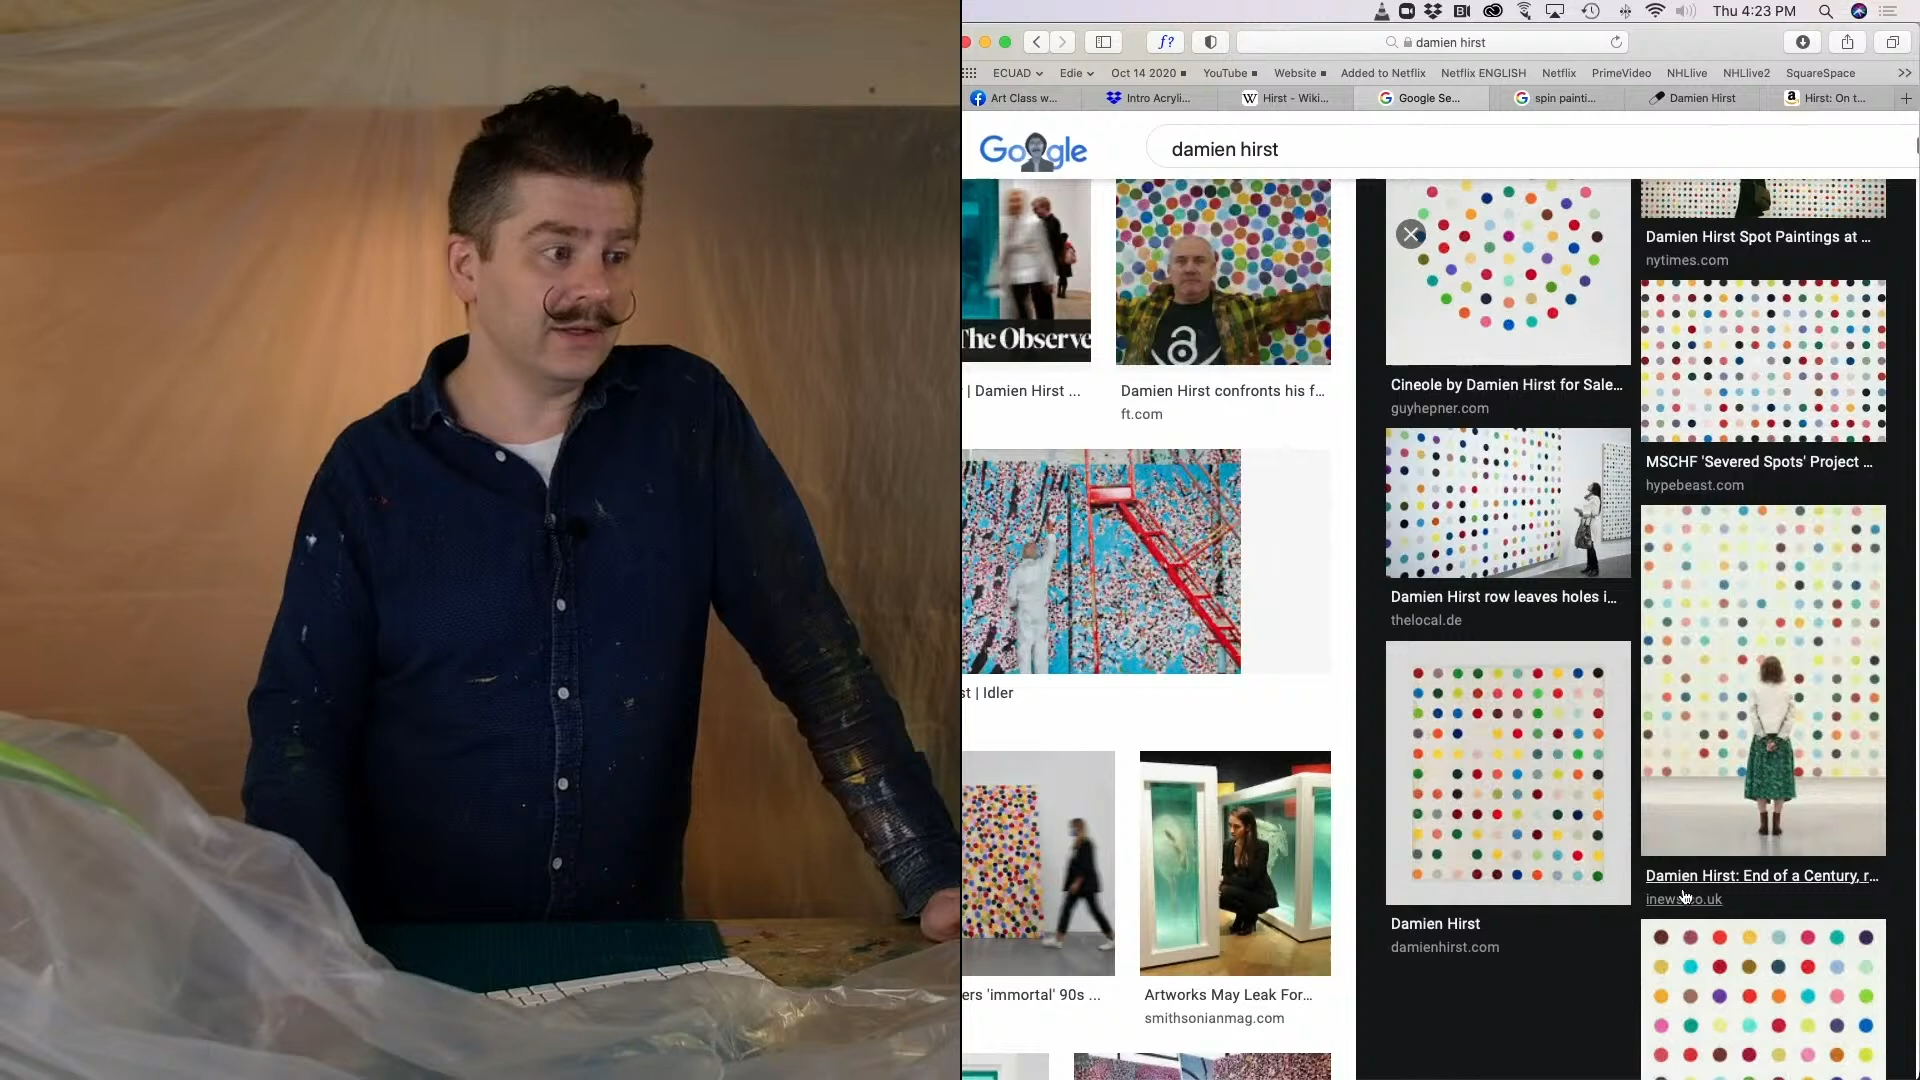 Thu 4:23 PM
damien hirst
ECUAD
Edie
Oct 14 2020
YouTube
Website
Added to Netflix
Netflix ENGLISH
Netflix
PrimeVideo
NHLlive
NHLlive2
SquareSpace
Art Class w...
Intro Acryli...
Hirst - Wiki...
Google Se...
spin painti...
Damien Hirst
Hirst: On t...
Google
damien hirst
The Observe
| Damien Hirst ...
Damien Hirst confronts his f...
ft.com
st | Idler
ers 'immortal' 90s ...
Artworks May Leak For...
smithsonianmag.com
Cineole by Damien Hirst for Sale...
guyhepner.com
Damien Hirst row leaves holes i...
thelocal.de
Damien Hirst
damienhirst.com
Damien Hirst Spot Paintings at ...
nytimes.com
MSCHF 'Severed Spots' Project ...
hypebeast.com
Damien Hirst: End of a Century, r...
inews.co.uk